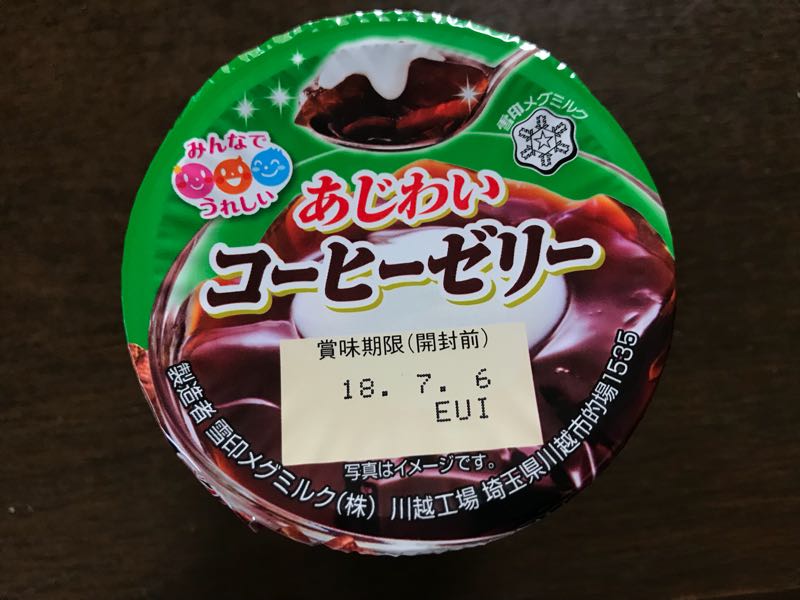 雪印メグミルク
みんなで
うれしい
あじわい
コーヒーゼリー
賞味期限(開封前)
18. 7. 6
EUI
写真はイメージです。
製造者 雪印メグミルク(株) 川越工場 埼玉県川越市的場1535